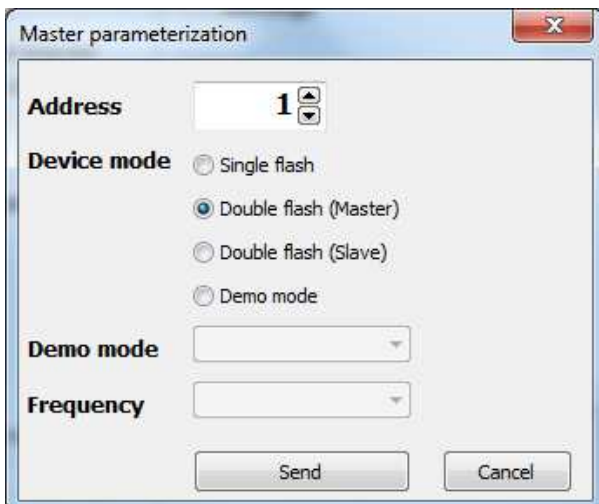 Master parameterization
Address 1
Device mode Single flash
Double flash (Master)
Double flash (Slave)
Demo mode
Demo mode
Frequency
Send Cancel